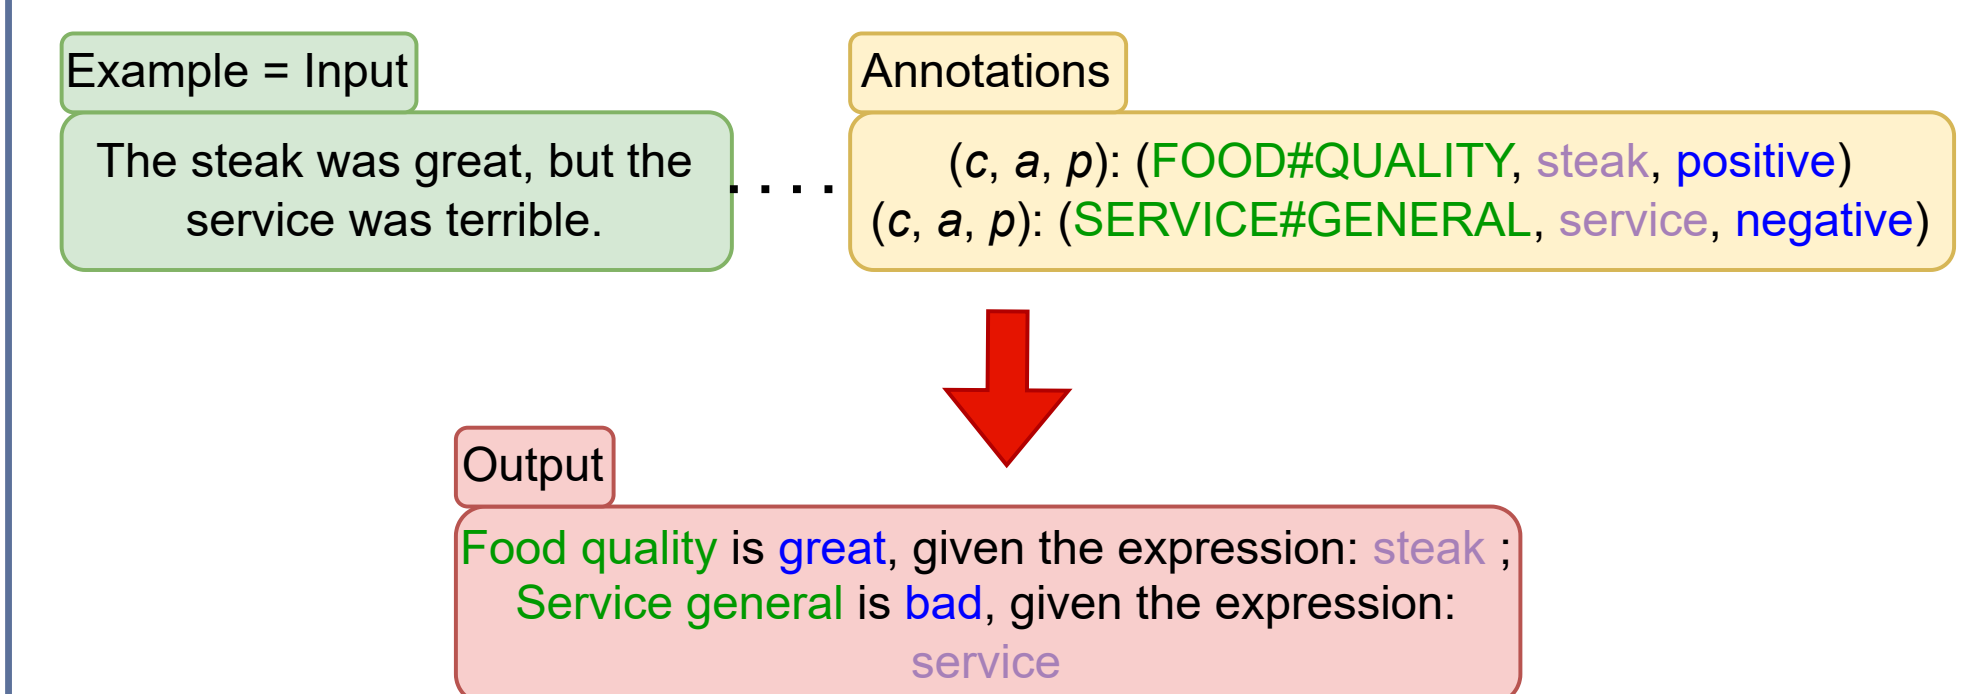 Example = Input
The steak was great, but the
service was terrible.
. . . .
Annotations
(c, a, p): (FOOD#QUALITY, steak, positive)
(c, a, p): (SERVICE#GENERAL, service, negative)
Output
Food quality is great, given the expression: steak ;
Service general is bad, given the expression:
service